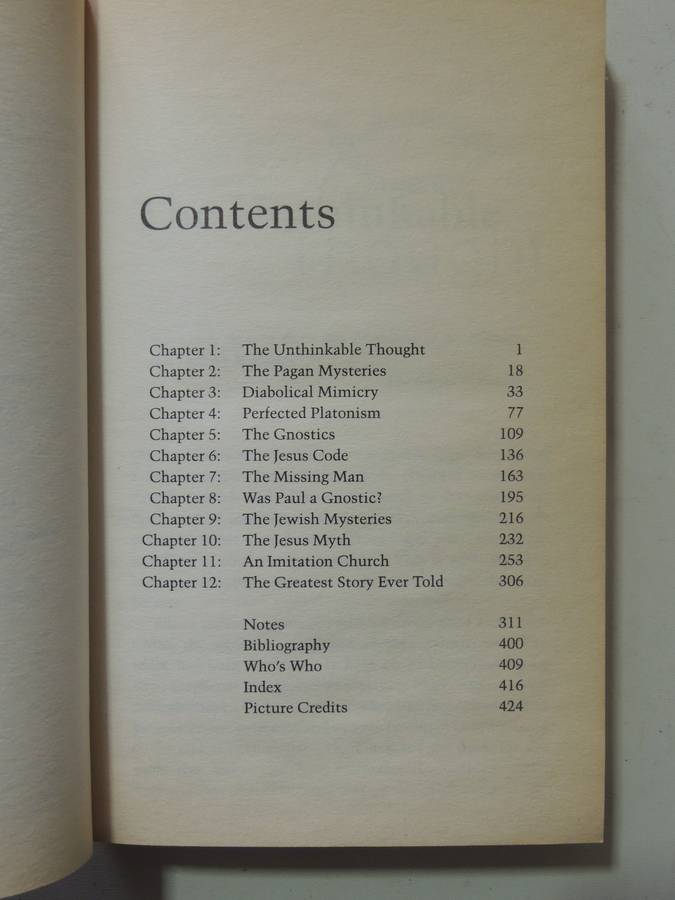 Contents
Chapter 1: The Unthinkable Thought 1
Chapter 2: The Pagan Mysteries 18
Chapter 3: Diabolical Mimicry 33
Chapter 4: Perfected Platonism 77
Chapter 5: The Gnostics 109
Chapter 6: The Jesus Code 136
Chapter 7: The Missing Man 163
Chapter 8: Was Paul a Gnostic? 195
Chapter 9: The Jewish Mysteries 216
Chapter 10: The Jesus Myth 232
Chapter 11: An Imitation Church 253
Chapter 12: The Greatest Story Ever Told 306
Notes 311
Bibliography 400
Who's Who 409
Index 416
Picture Credits 424